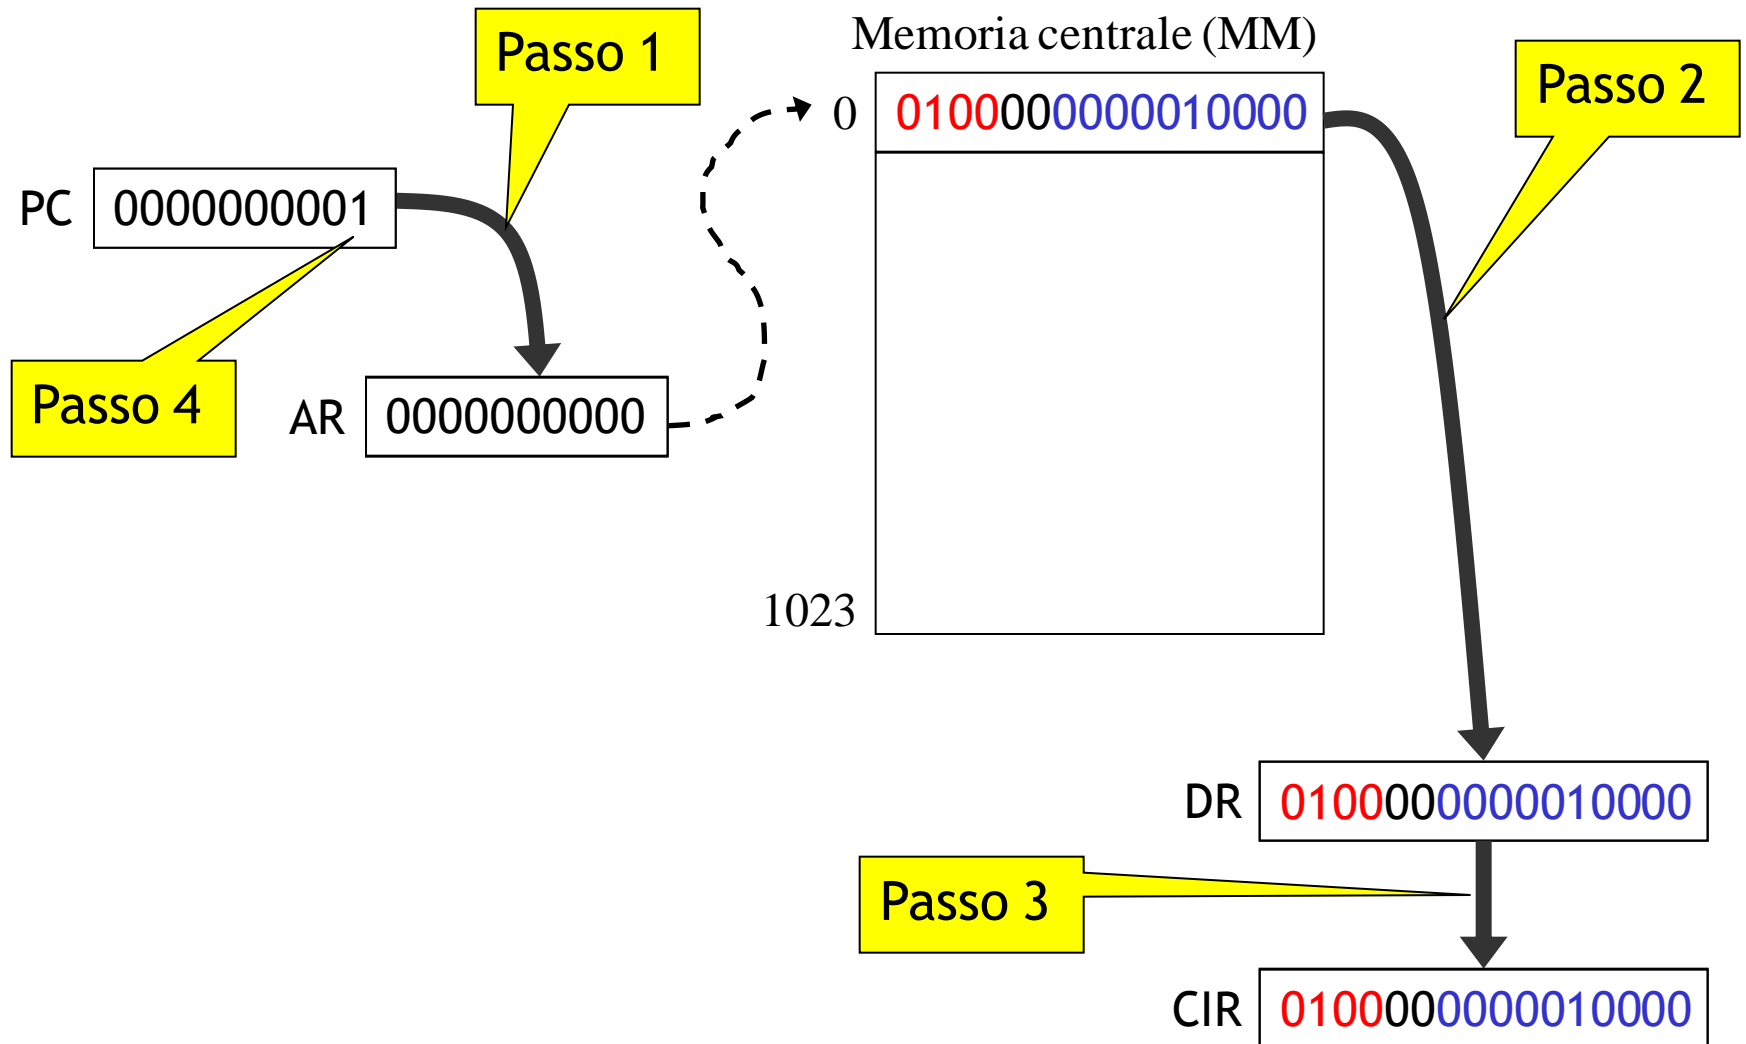 Memoria centrale (MM)
Passo 1
Passo 2
0 0100000000010000
PC 0000000001
Passo 4
AR 0000000000
1023
DR 0100000000010000
Passo 3
CIR 0100000000010000